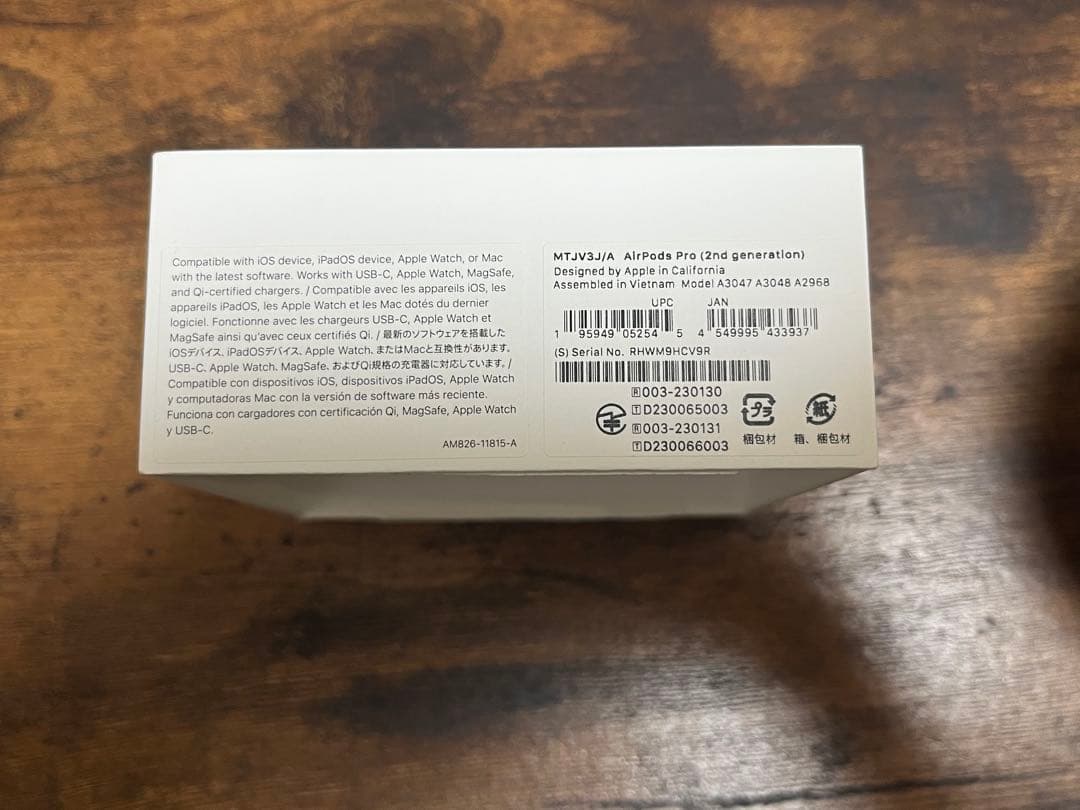 Compatible with iOS device, iPadOS device, Apple Watch, or Mac
with the latest software. Works with USB-C, Apple Watch, MagSafe,
and Qi-certified chargers. / Compatible avec les appareils iOS, les
appareils iPadOS, les Apple Watch et les Mac dotés du dernier
logiciel. Fonctionne avec les chargeurs USB-C, Apple Watch et
MagSafe ainsi qu'avec ceux certifiés Qi. / 最新のソフトウェアを搭載した
iOSデバイス、iPadOSデバイス、Apple Watch、またはMacと互換性があります。
USB-C、Apple Watch、MagSafe、およびQi規格の充電器に対応しています。/
Compatible con dispositivos iOS, dispositivos iPadOS, Apple Watch
y computadoras Mac con la versión de software más reciente.
Funciona con cargadores con certificación Qi, MagSafe, Apple Watch
y USB-C.
AM826-11815-A
MTJV3J/A AirPods Pro (2nd generation)
Designed by Apple in California
Assembled in Vietnam Model A3047 A3048 A2968
UPC JAN
1 95949 05254 5 4 549995 433937
(S) Serial No. RHWM9HCV9R
R 003-230130
T D230065003
R 003-230131
T D230066003
プラ 紙
梱包材 箱、梱包材